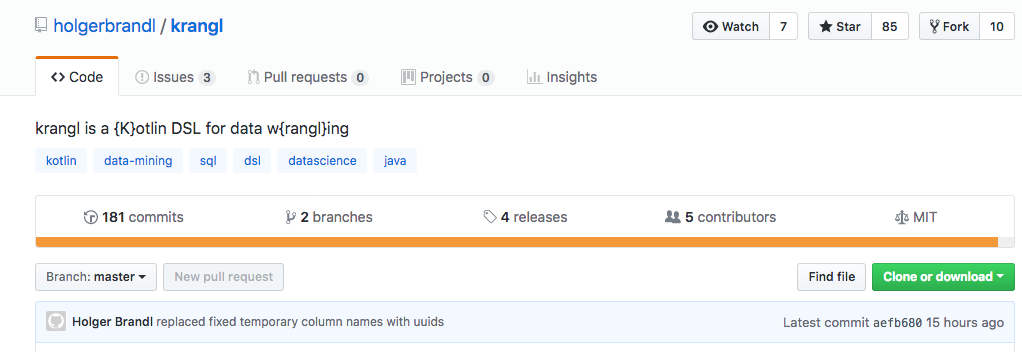 holgerbrandl / krangl Watch 7 Star 85 Fork 10
Code Issues 3 Pull requests 0 Projects 0 Insights
krangl is a {K}otlin DSL for data w{rangl}ing
kotlin data-mining sql dsl datascience java
181 commits 2 branches 4 releases 5 contributors MIT
Branch: master New pull request Find file Clone or download
Holger Brandl replaced fixed temporary column names with uuids Latest commit aefb680 15 hours ago